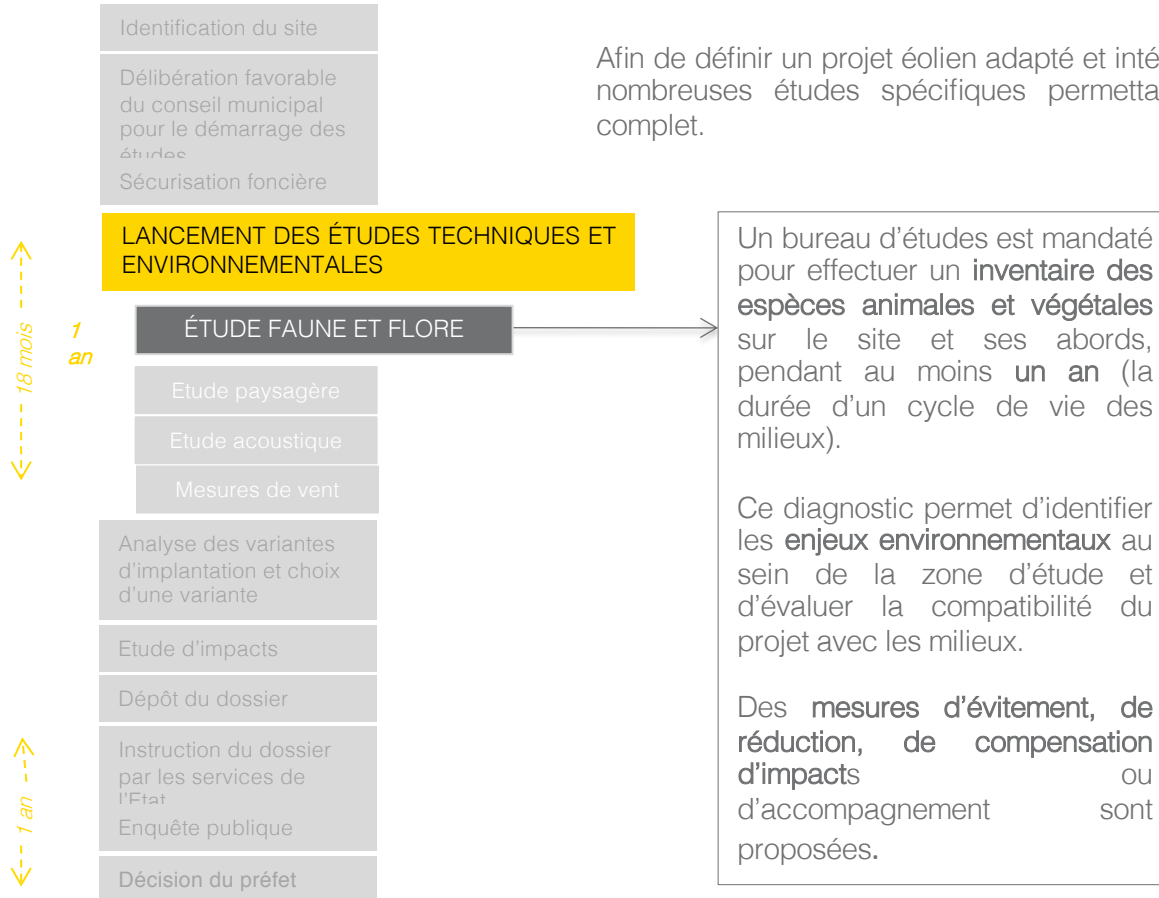 Identification du site
Délibération favorable
du conseil municipal
pour le démarrage des
études
Sécurisation foncière
Afin de définir un projet éolien adapté et inté
nombreuses études spécifiques permetta
complet.
LANCEMENT DES ÉTUDES TECHNIQUES ET
ENVIRONNEMENTALES
18 mois
1
an
ÉTUDE FAUNE ET FLORE
Etude paysagère
Etude acoustique
Mesures de vent
Analyse des variantes
d'implantation et choix
d'une variante
Etude d'impacts
Dépôt du dossier
1 an
Instruction du dossier
par les services de
l'Etat
Enquête publique
Décision du préfet
Un bureau d'études est mandaté
pour effectuer un inventaire des
espèces animales et végétales
sur le site et ses abords,
pendant au moins un an (la
durée d'un cycle de vie des
milieux).
Ce diagnostic permet d'identifier
les enjeux environnementaux au
sein de la zone d'étude et
d'évaluer la compatibilité du
projet avec les milieux.
Des mesures d'évitement, de
réduction, de compensation
d'impacts ou
d'accompagnement sont
proposées.